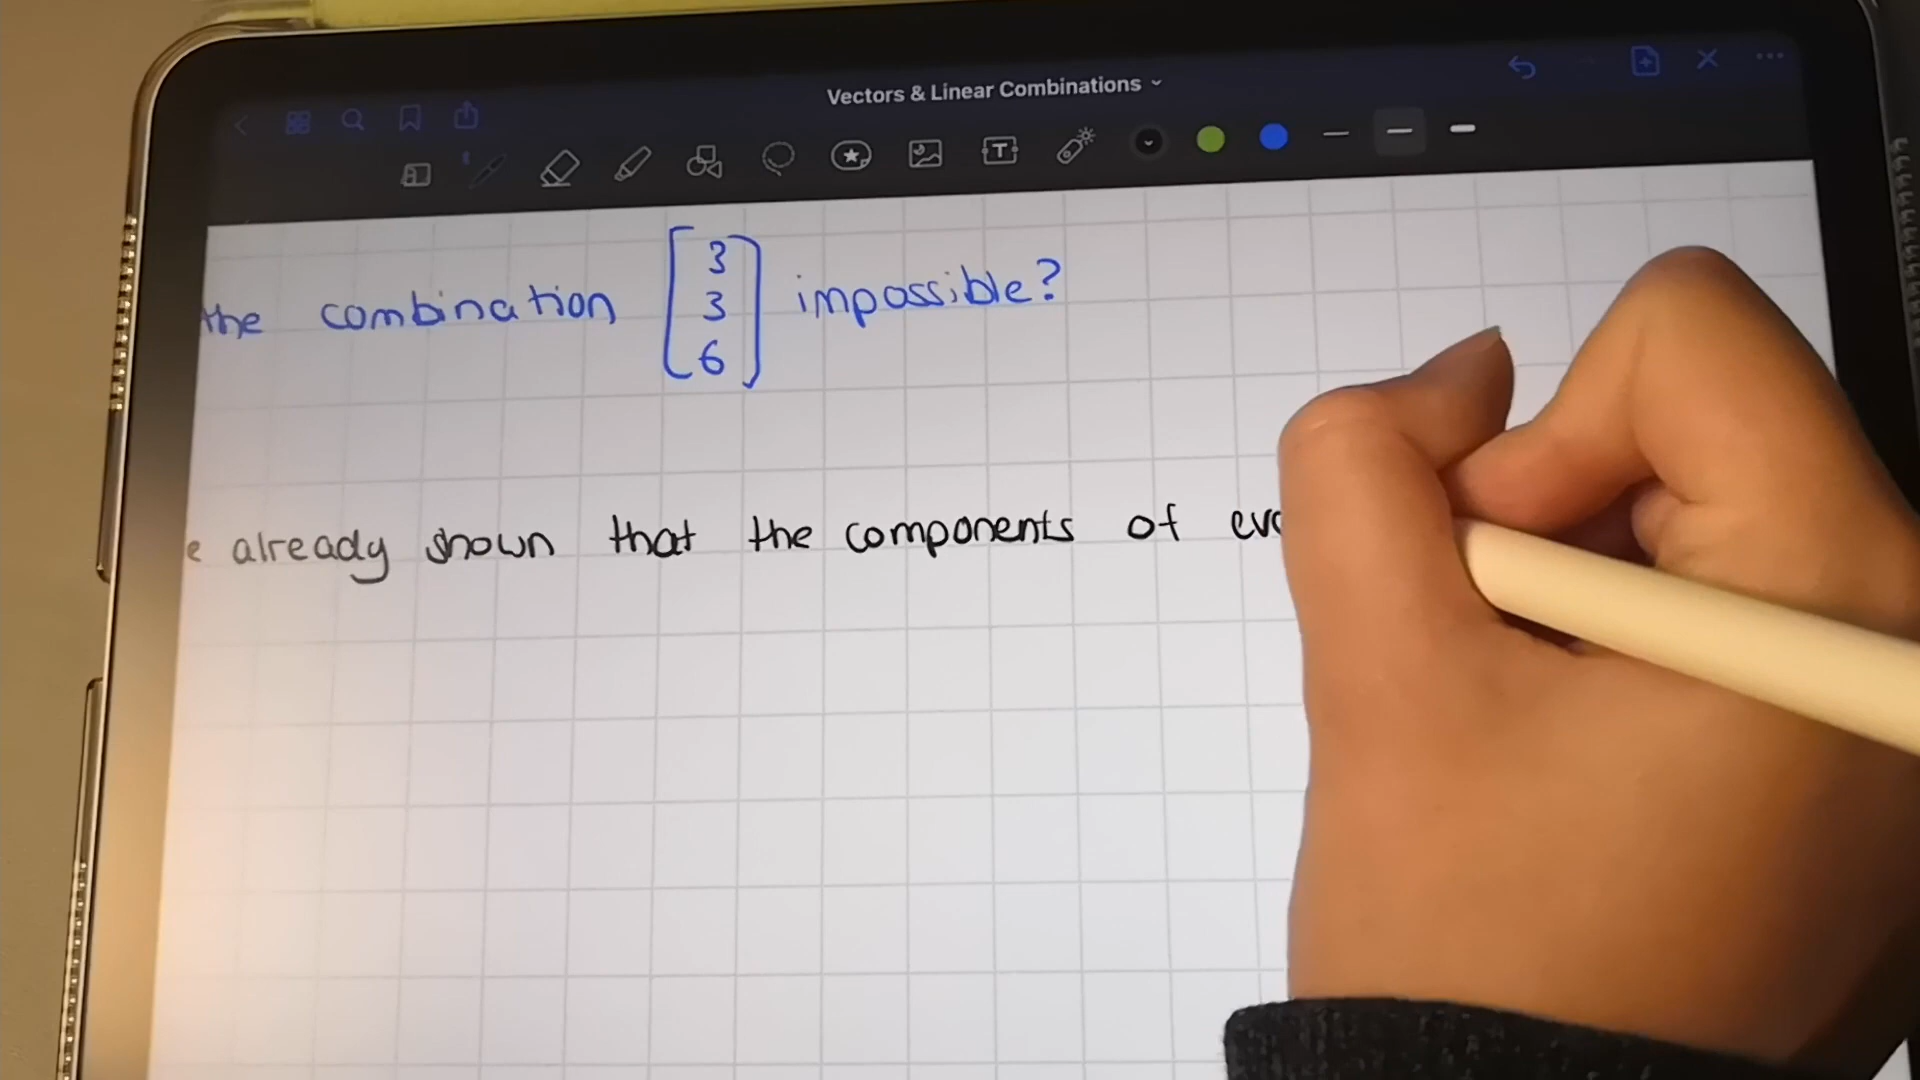 Vectors & Linear Combinations
the combination [3 3 6] impossible?
already shown that the components of